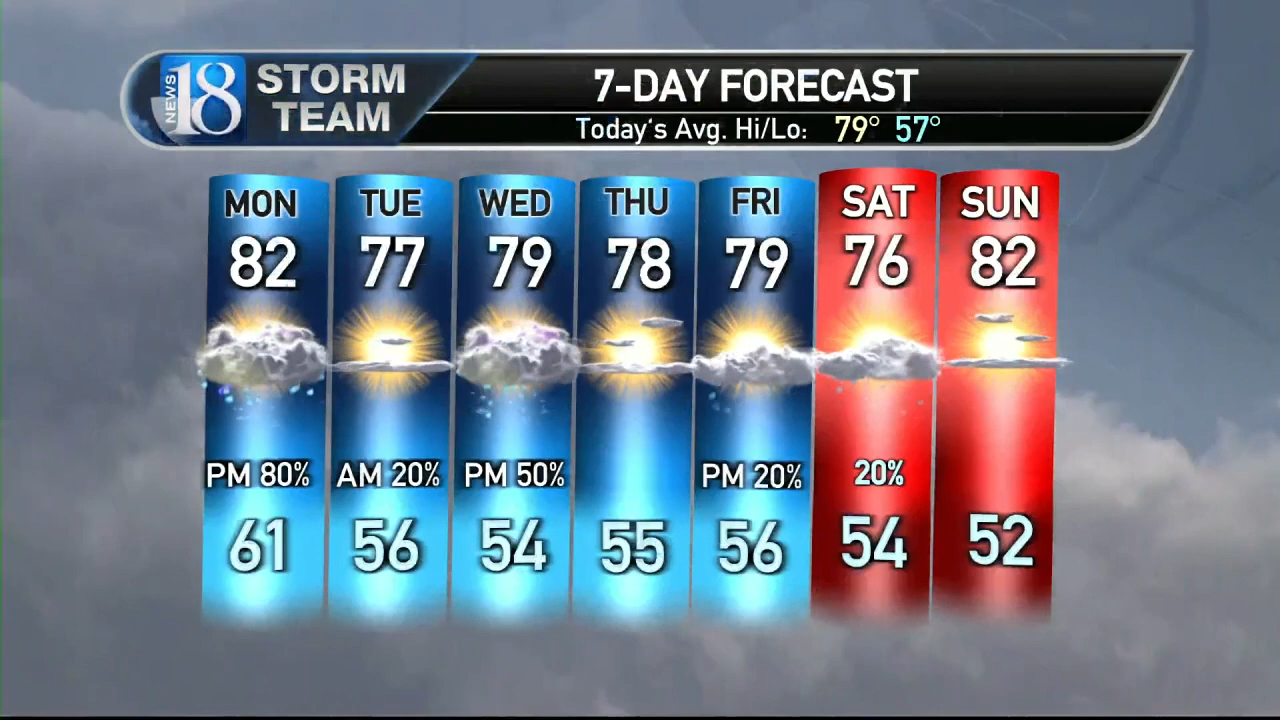 NEWS 18
STORM
TEAM
7-DAY FORECAST
Today's Avg. Hi/Lo: 79° 57°
MON TUE WED THU FRI SAT SUN
82 77 79 78 79 76 82
PM 80% AM 20% PM 50% PM 20% 20%
61 56 54 55 56 54 52